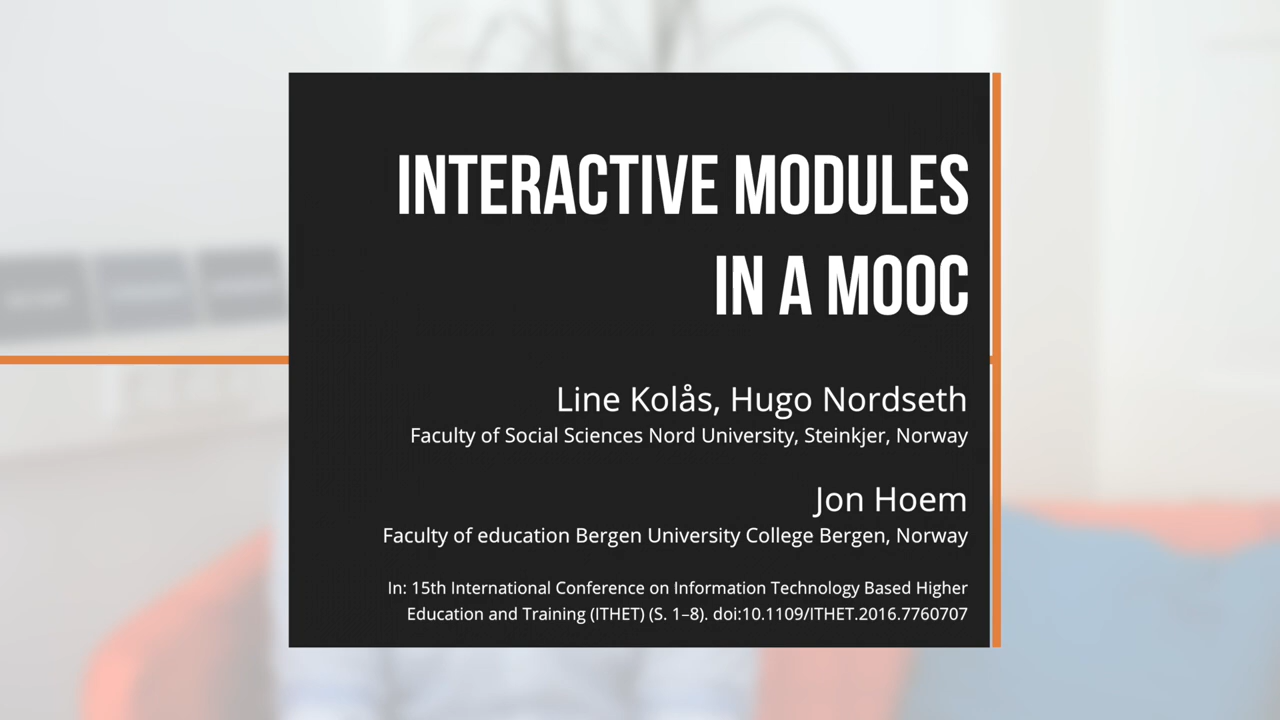 INTERACTIVE MODULES
IN A MOOC
Line Kolås, Hugo Nordseth
Faculty of Social Sciences Nord University, Steinkjer, Norway
Jon Hoem
Faculty of education Bergen University College Bergen, Norway
In: 15th International Conference on Information Technology Based Higher
Education and Training (ITHET) (S. 1–8). doi:10.1109/ITHET.2016.7760707